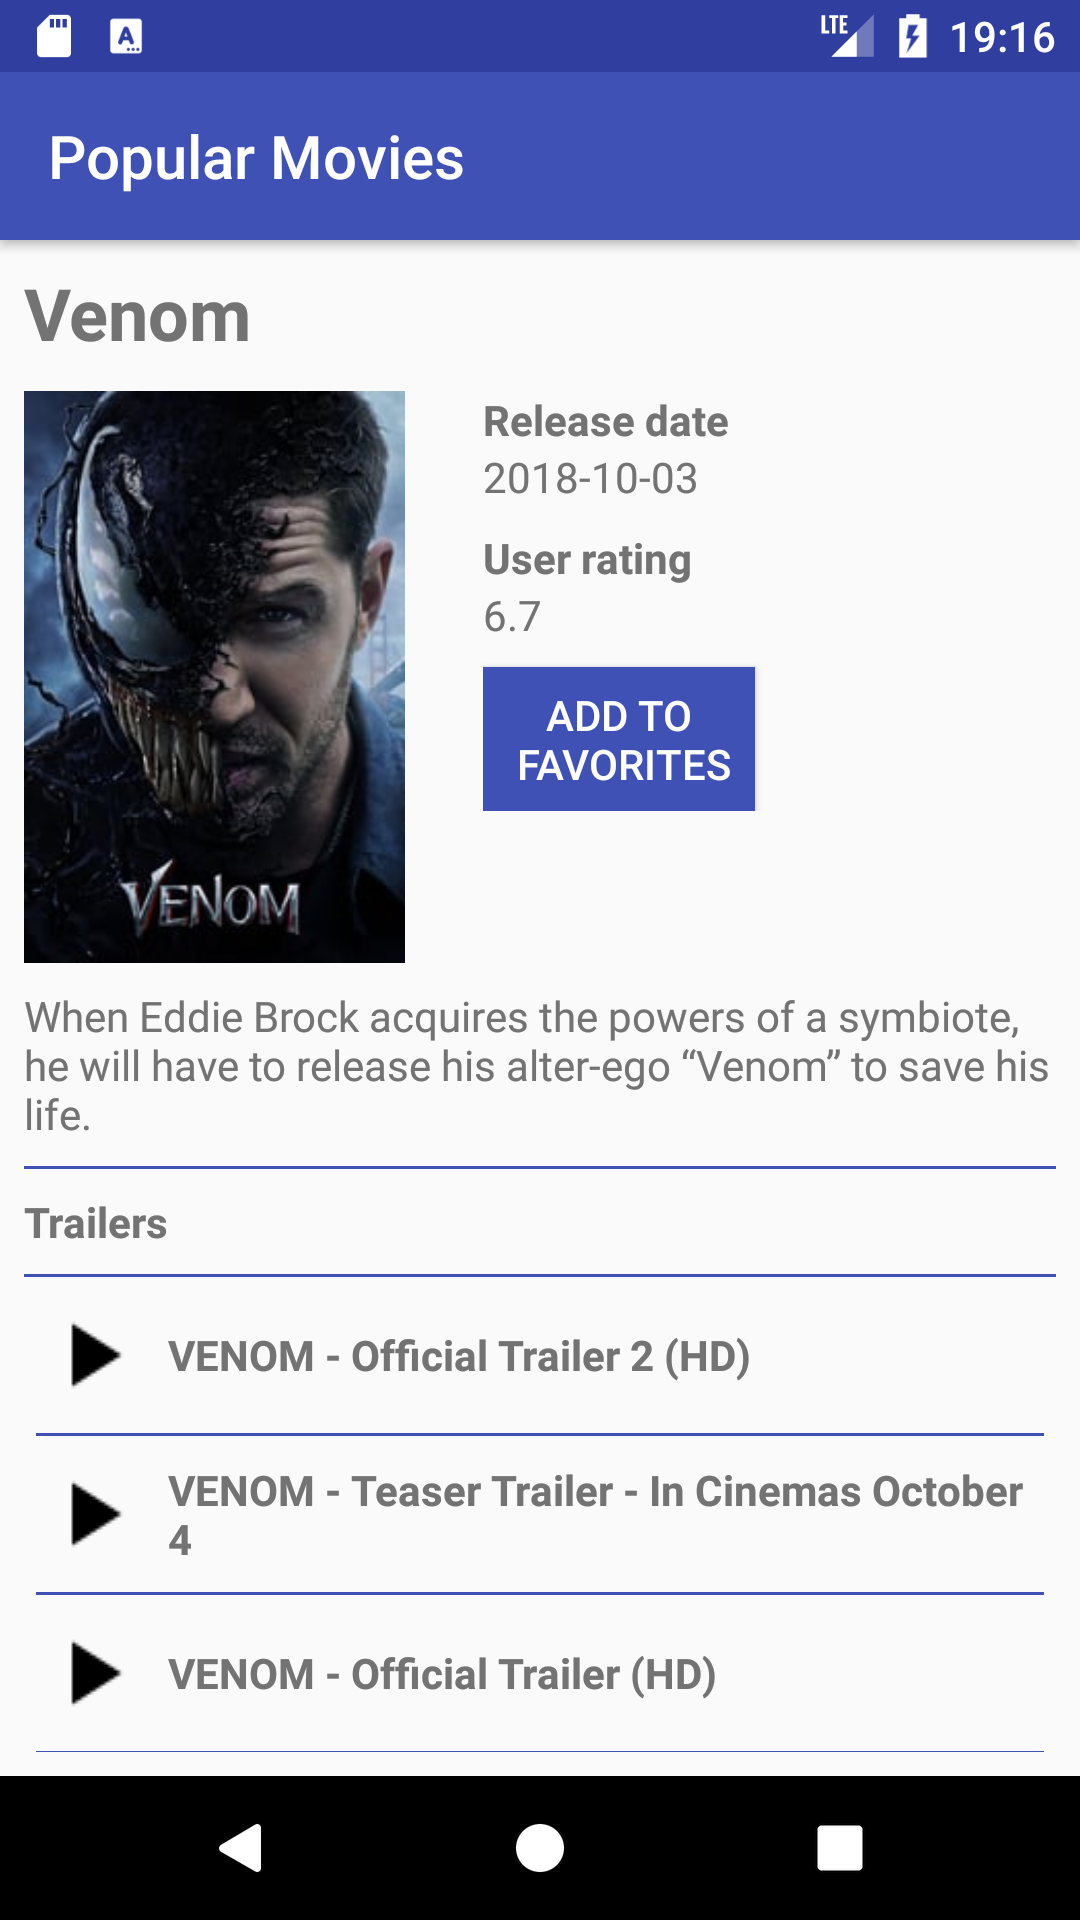 LTE 19:16
Popular Movies
Venom
VENOM
Release date
2018-10-03
User rating
6.7
ADD TO
FAVORITES
When Eddie Brock acquires the powers of a symbiote,
he will have to release his alter-ego “Venom” to save his
life.
Trailers
VENOM - Official Trailer 2 (HD)
VENOM - Teaser Trailer - In Cinemas October
4
VENOM - Official Trailer (HD)